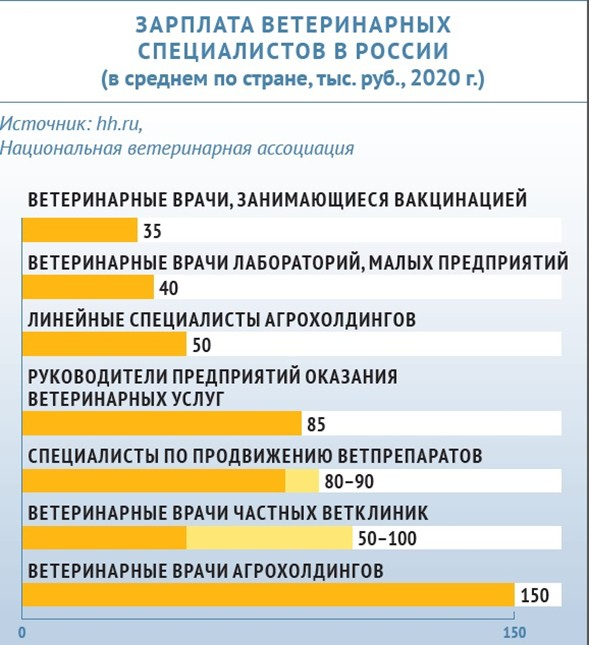 ЗАРПЛАТА ВЕТЕРИНАРНЫХ
СПЕЦИАЛИСТОВ В РОССИИ
(в среднем по стране, тыс. руб., 2020 г.)
Источник: hh.ru,
Национальная ветеринарная ассоциация
ВЕТЕРИНАРНЫЕ ВРАЧИ, ЗАНИМАЮЩИЕСЯ ВАКЦИНАЦИЕЙ
35
ВЕТЕРИНАРНЫЕ ВРАЧИ ЛАБОРАТОРИЙ, МАЛЫХ ПРЕДПРИЯТИЙ
40
ЛИНЕЙНЫЕ СПЕЦИАЛИСТЫ АГРОХОЛДИНГОВ
50
РУКОВОДИТЕЛИ ПРЕДПРИЯТИЙ ОКАЗАНИЯ
ВЕТЕРИНАРНЫХ УСЛУГ
85
СПЕЦИАЛИСТЫ ПО ПРОДВИЖЕНИЮ ВЕТПРЕПАРАТОВ
80–90
ВЕТЕРИНАРНЫЕ ВРАЧИ ЧАСТНЫХ ВЕТКЛИНИК
50–100
ВЕТЕРИНАРНЫЕ ВРАЧИ АГРОХОЛДИНГОВ
150
0 150